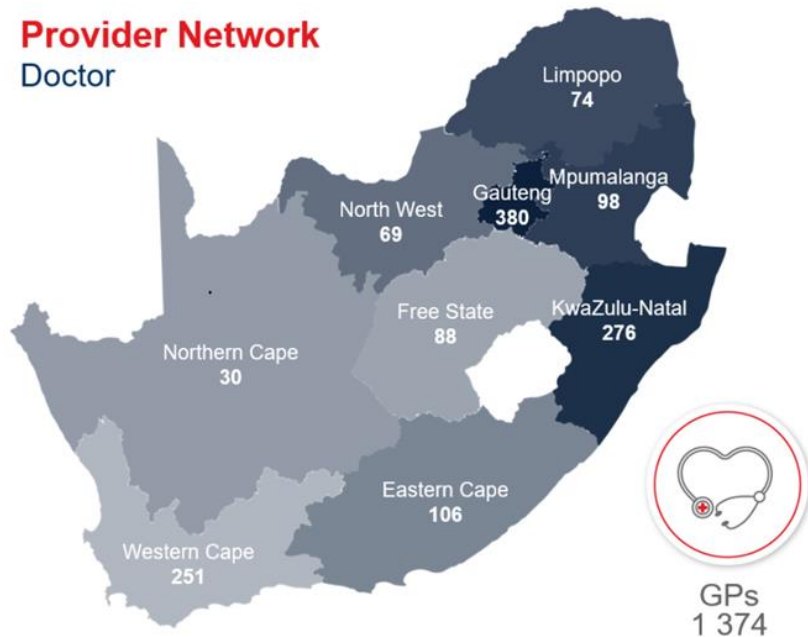 Provider Network
Doctor
Limpopo
74
Mpumalanga
98
Gauteng
380
North West
69
Free State
88
KwaZulu-Natal
276
Northern Cape
30
Eastern Cape
106
Western Cape
251
GPs
1 374